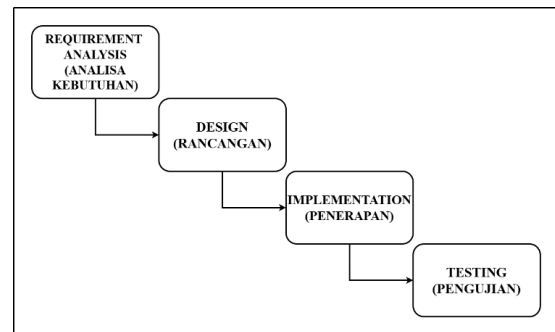 REQUIREMENT
ANALYSIS
(ANALISA
KEBUTUHAN)
DESIGN
(RANCANGAN)
IMPLEMENTATION
(PENERAPAN)
TESTING
(PENGUJIAN)